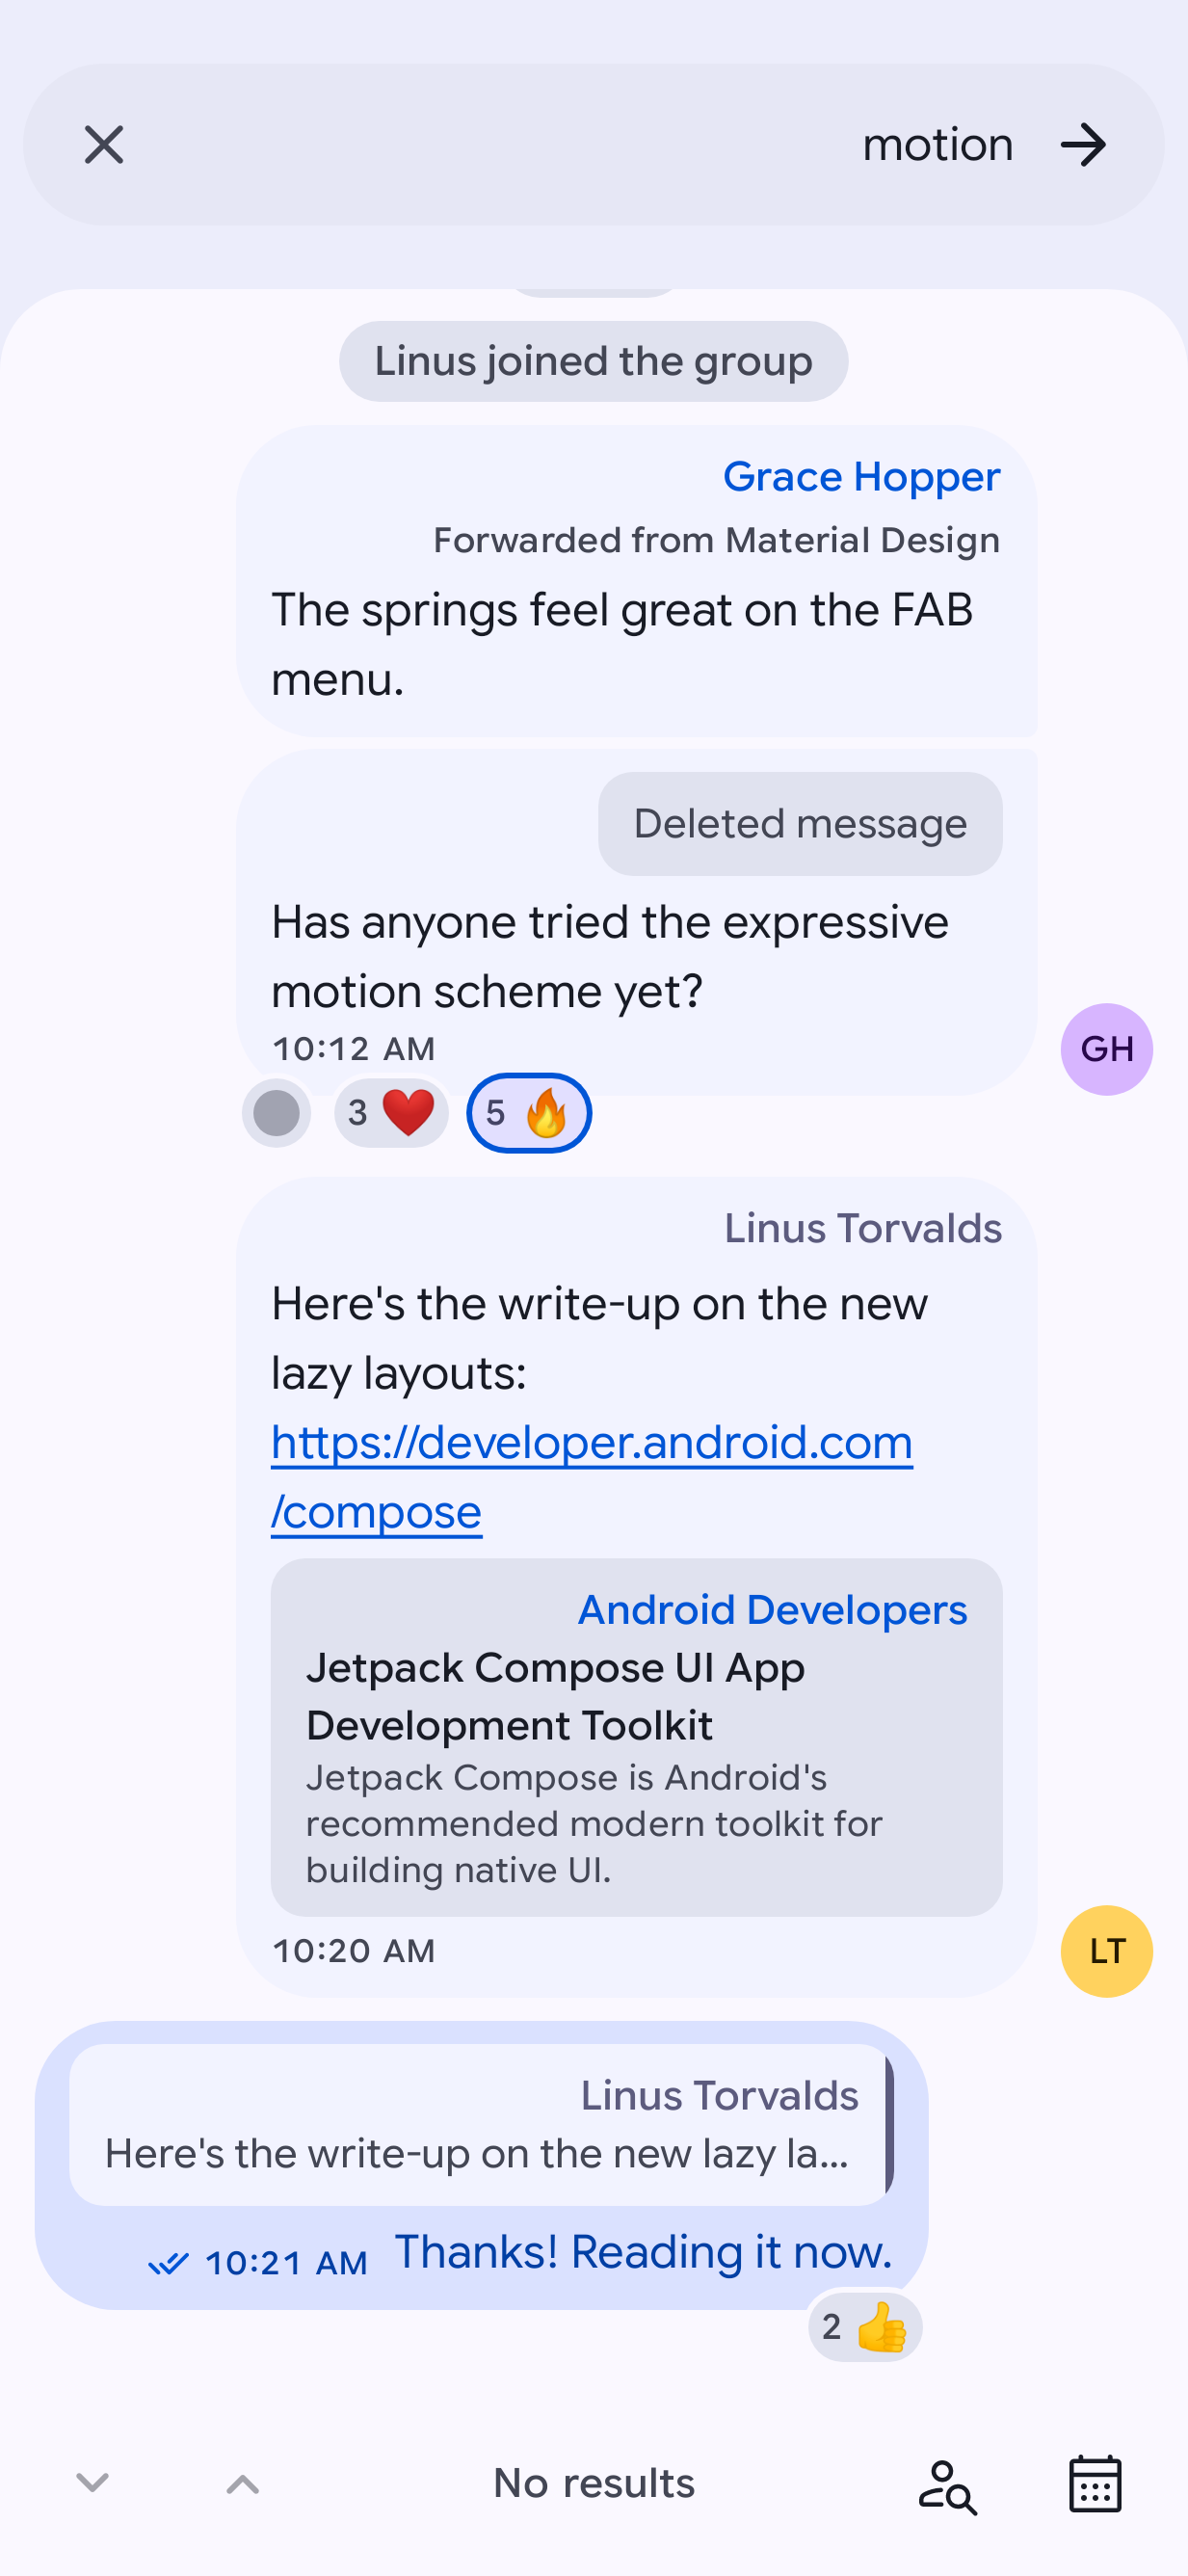 motion
Linus joined the group
Grace Hopper
Forwarded from Material Design
The springs feel great on the FAB
menu.
Deleted message
Has anyone tried the expressive
motion scheme yet?
10:12 AM
GH
3 ❤️
5 🔥
Linus Torvalds
Here's the write-up on the new
lazy layouts:
https://developer.android.com
/compose
Android Developers
Jetpack Compose UI App
Development Toolkit
Jetpack Compose is Android's
recommended modern toolkit for
building native UI.
10:20 AM
LT
Linus Torvalds
Here's the write-up on the new lazy la...
10:21 AM Thanks! Reading it now.
2 👍
No results